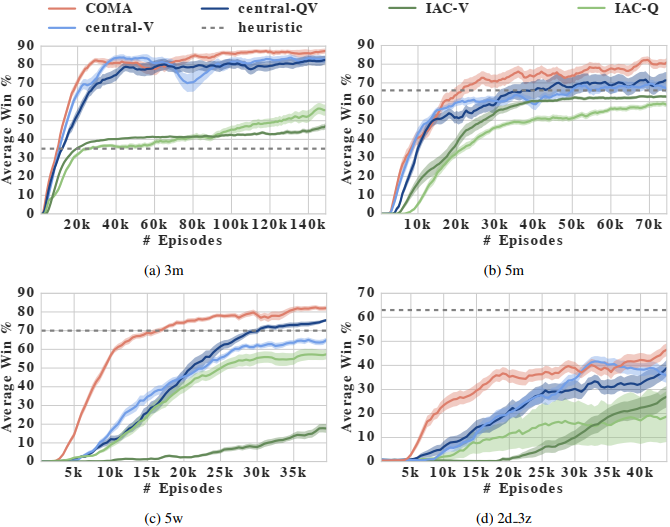 COMA central-QV IAC-V IAC-Q
central-V heuristic
Average Win %
90
80
70
60
50
40
30
20
10
0
20k 40k 60k 80k 100k 120k 140k
# Episodes
(a) 3m
Average Win %
90
80
70
60
50
40
30
20
10
0
10k 20k 30k 40k 50k 60k 70k
# Episodes
(b) 5m
Average Win %
90
80
70
60
50
40
30
20
10
0
5k 10k 15k 20k 25k 30k 35k
# Episodes
(c) 5w
Average Win %
70
60
50
40
30
20
10
0
5k 10k 15k 20k 25k 30k 35k 40k
# Episodes
(d) 2d_3z